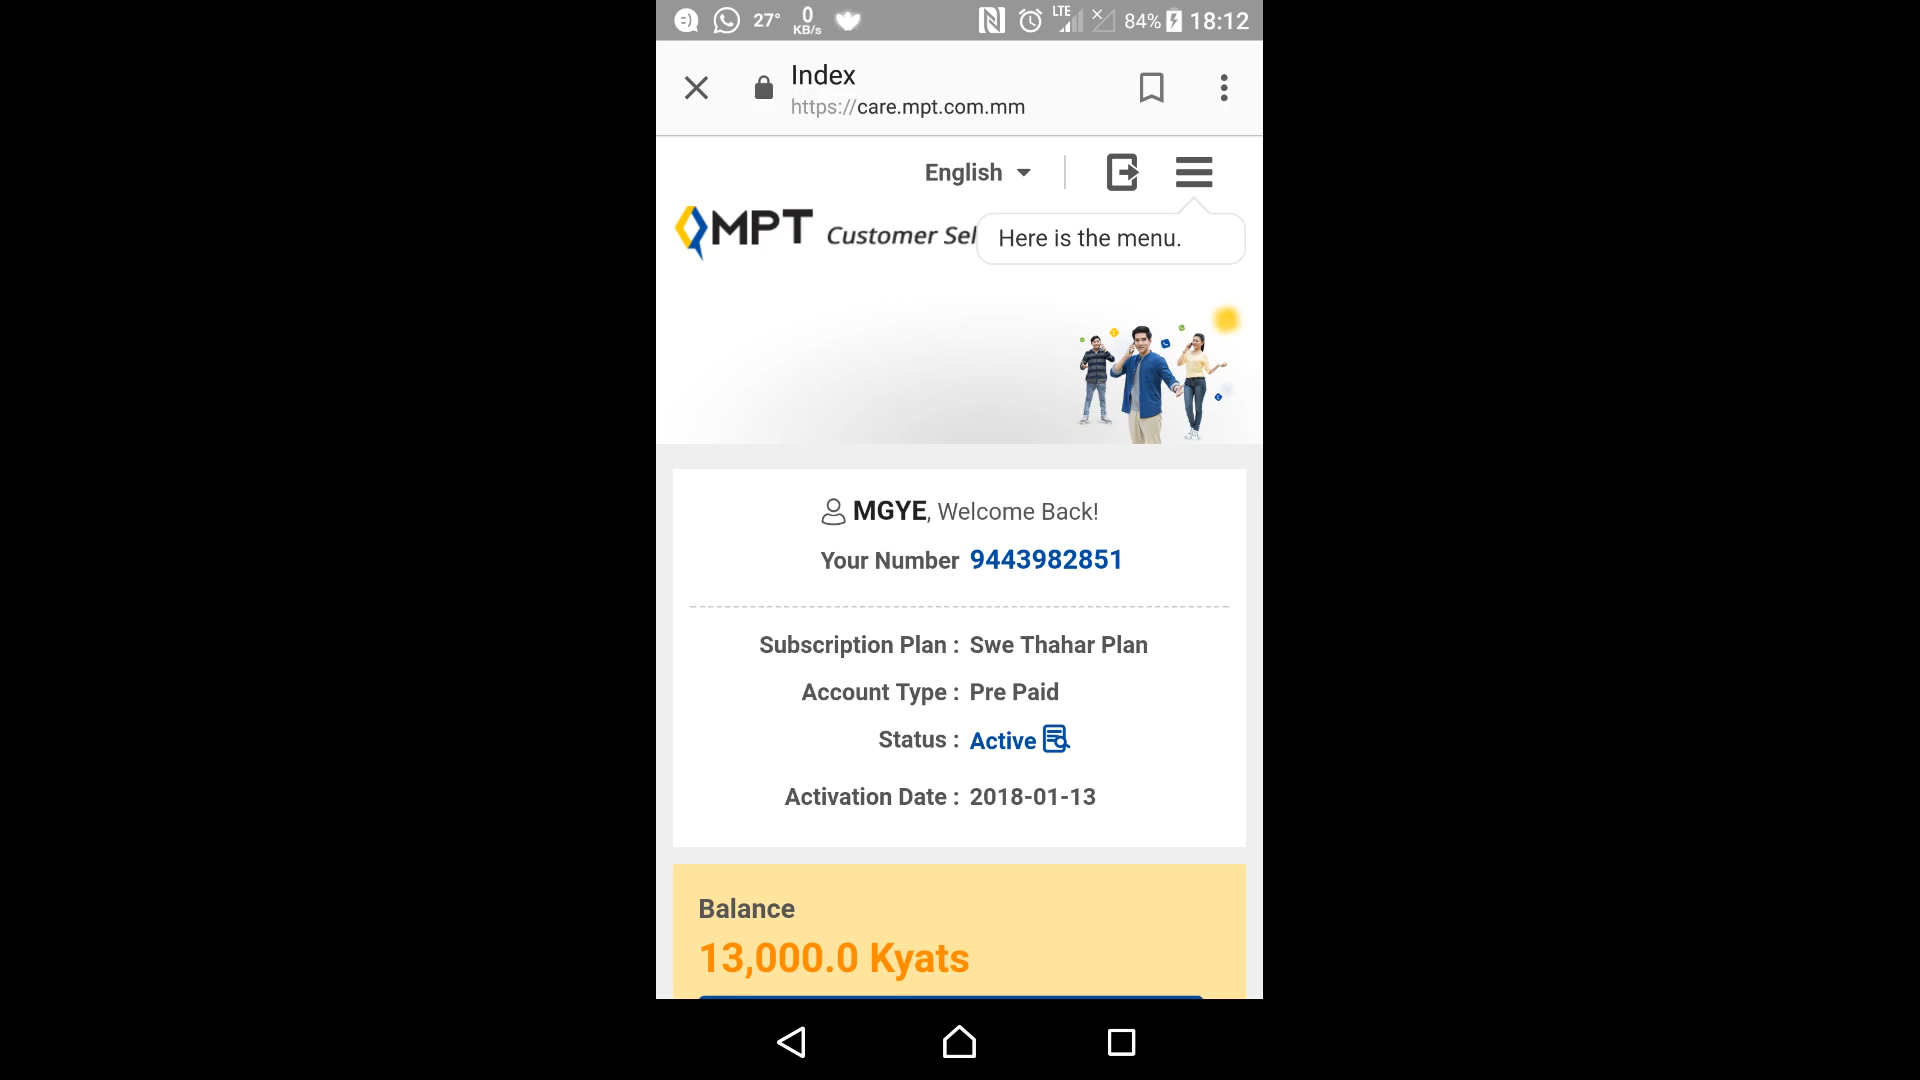 27° 0 KB/s LTE 84% 18:12
Index
https://care.mpt.com.mm
English
MPT Customer Sel
Here is the menu.
MGYE, Welcome Back!
Your Number 9443982851
Subscription Plan : Swe Thahar Plan
Account Type : Pre Paid
Status : Active
Activation Date : 2018-01-13
Balance
13,000.0 Kyats